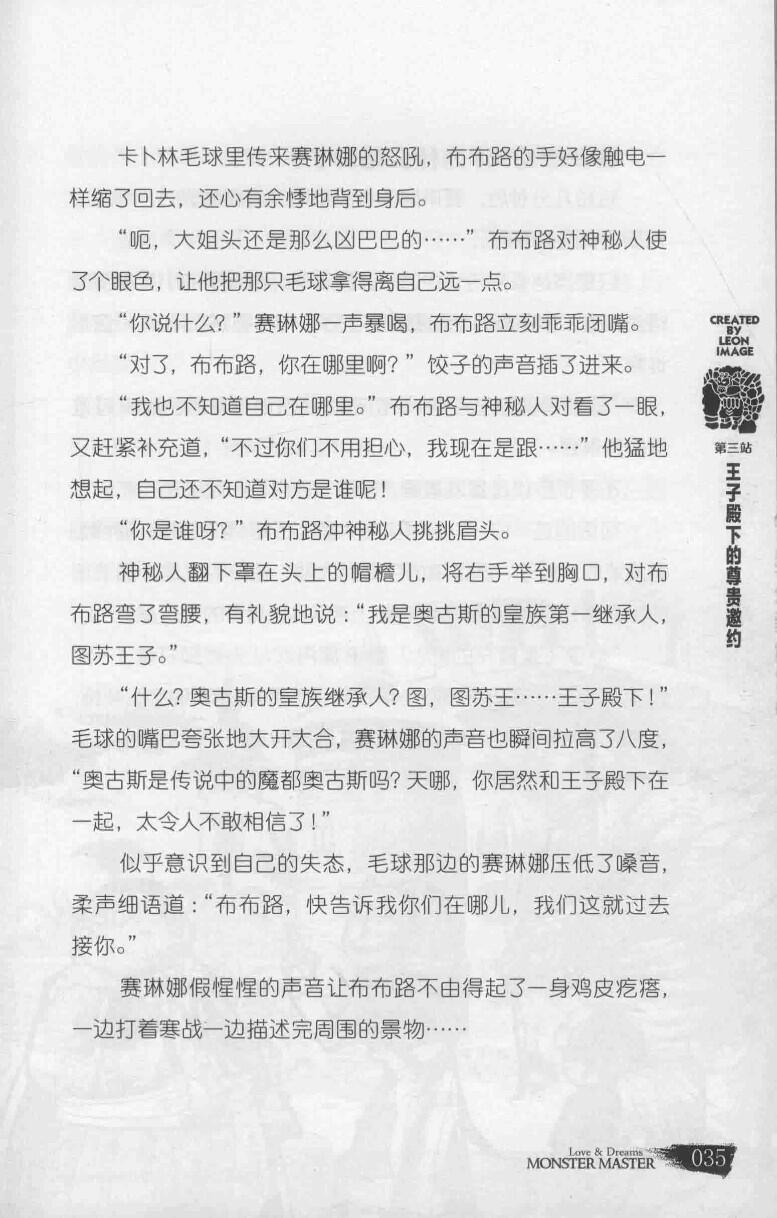 卡卜林毛球里传来赛琳娜的怒吼，布布路的手好像触电一
样缩了回去，还心有余悸地背到身后。
“呃，大姐头还是那么凶巴巴的……”布布路对神秘人使
了个眼色，让他把那只毛球拿得离自己远一点。
“你说什么？”赛琳娜一声暴喝，布布路立刻乖乖闭嘴。
“对了，布布路，你在哪里啊？”饺子的声音插了进来。
“我也不知道自己在哪里。”布布路与神秘人对看了一眼，
又赶紧补充道，“不过你们不用担心，我现在是跟……”他猛地
想起，自己还不知道对方是谁呢！
“你是谁呀？”布布路冲神秘人挑挑眉头。
神秘人翻下罩在头上的帽檐儿，将右手举到胸口，对布
布路弯了弯腰，有礼貌地说：“我是奥古斯的皇族第一继承人，
图苏王子。”
“什么？奥古斯的皇族继承人？图，图苏王……王子殿下！”
毛球的嘴巴夸张地大开大合，赛琳娜的声音也瞬间拉高了八度，
“奥古斯是传说中的魔都奥古斯吗？天哪，你居然和王子殿下在
一起，太令人不敢相信了！”
似乎意识到自己的失态，毛球那边的赛琳娜压低了嗓音，
柔声细语道：“布布路，快告诉我你们在哪儿，我们这就过去
接你。”
赛琳娜假惺惺的声音让布布路不由得起了一身鸡皮疙瘩，
一边打着寒战一边描述完周围的景物……
CREATED
BY
LEON
IMAGE
第三站
王子殿下的尊贵邀约
Love & Dreams
MONSTER MASTER
035